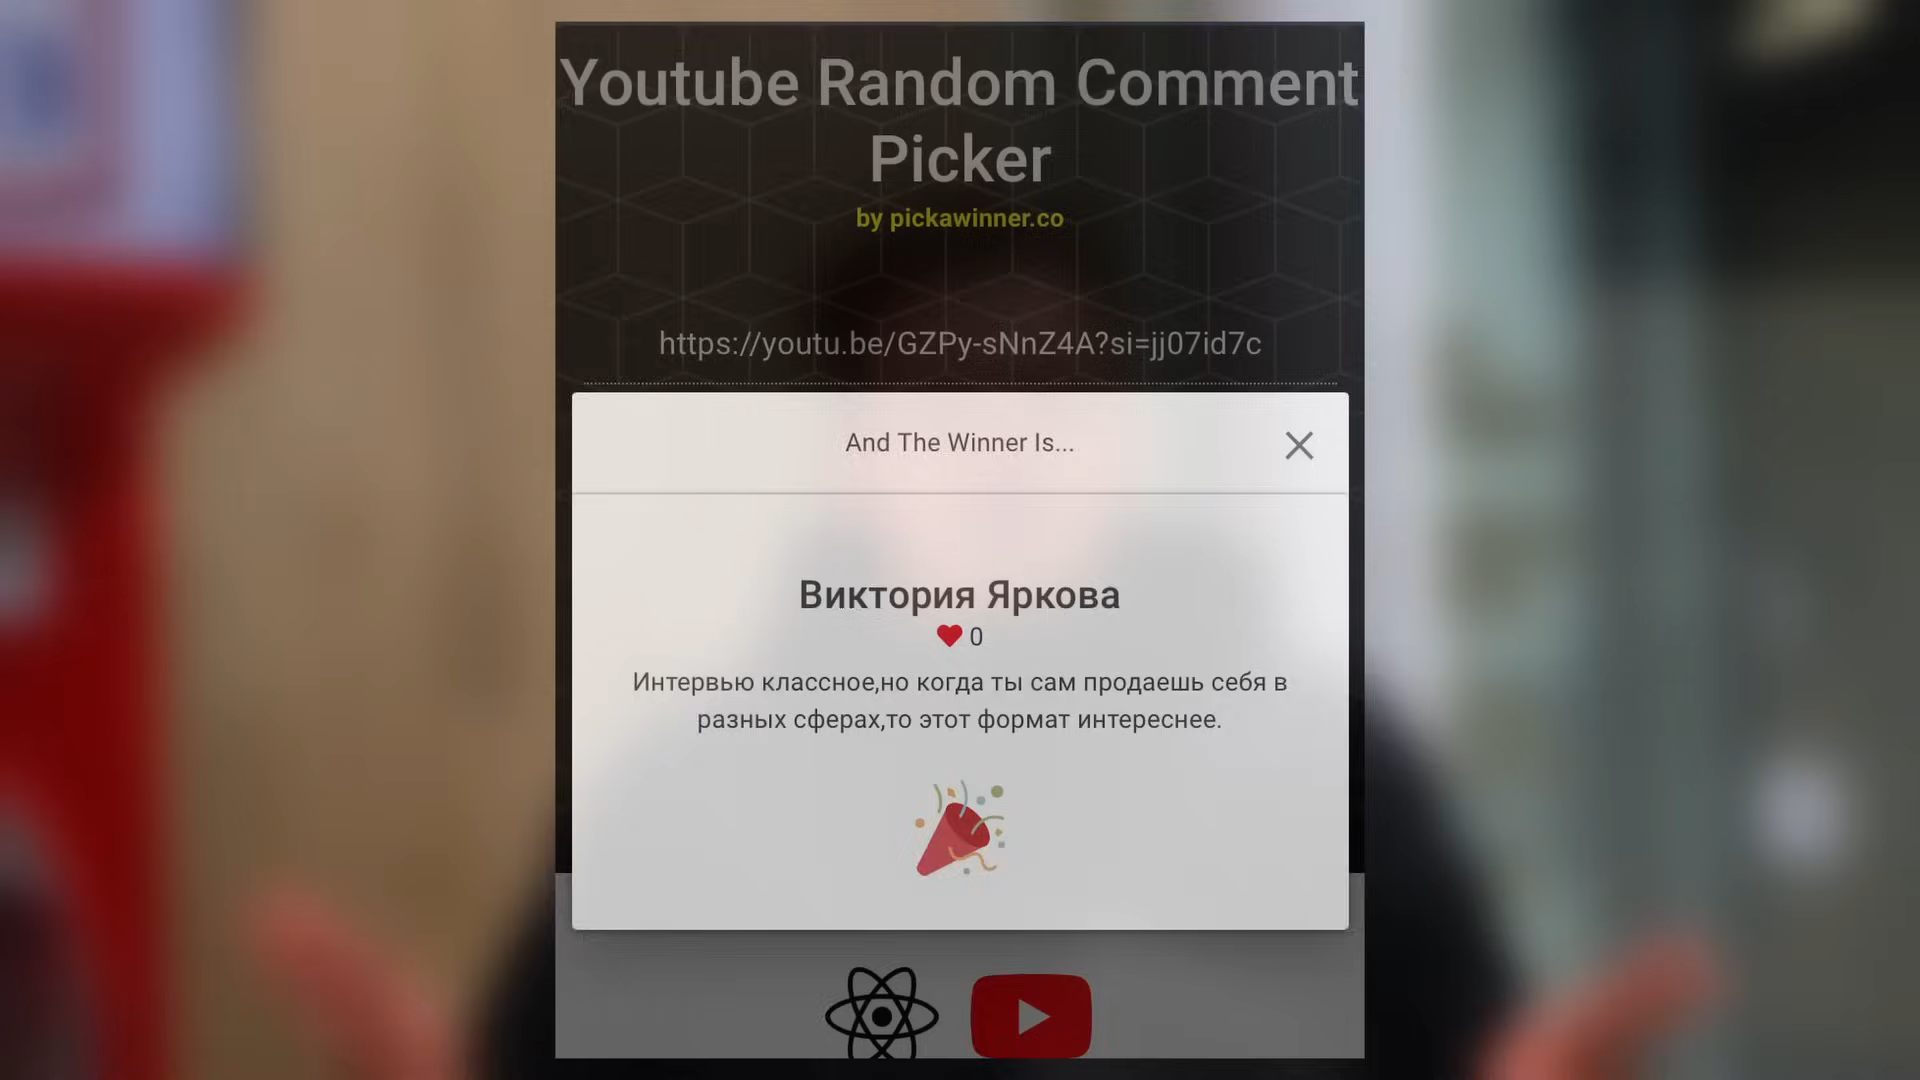 Youtube Random Comment
Picker
by pickawinner.co
https://youtu.be/GZPy-sNnZ4A?si=jj07id7c
And The Winner Is...
Виктория Яркова
0
Интервью классное,но когда ты сам продаешь себя в
разных сферах,то этот формат интереснее.